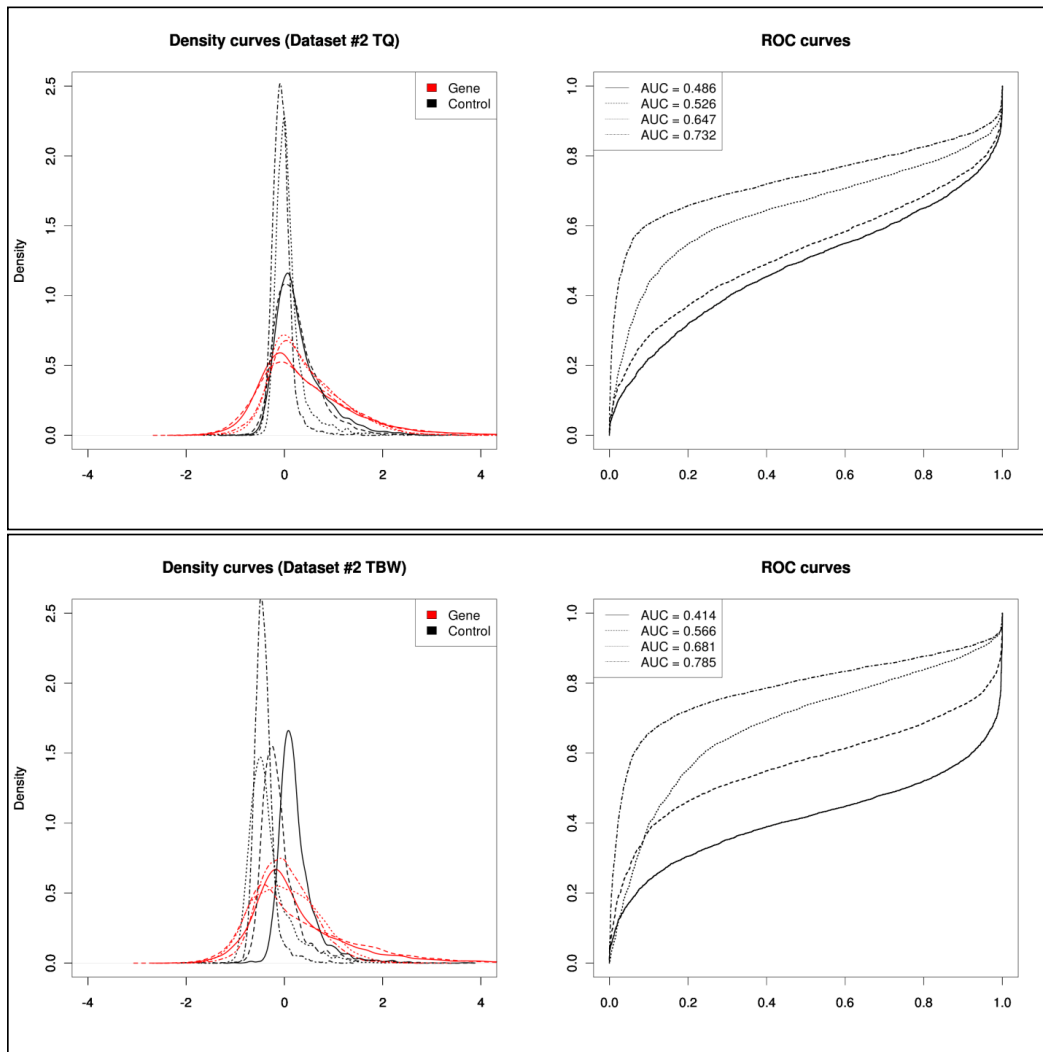 Density curves (Dataset #2 TQ)
Density
0.0 0.5 1.0 1.5 2.0 2.5
-4 -2 0 2 4
Gene
Control
ROC curves
0.0 0.2 0.4 0.6 0.8 1.0
0.0 0.2 0.4 0.6 0.8 1.0
AUC = 0.486
AUC = 0.526
AUC = 0.647
AUC = 0.732
Density curves (Dataset #2 TBW)
Density
0.0 0.5 1.0 1.5 2.0 2.5
-4 -2 0 2 4
Gene
Control
ROC curves
0.0 0.2 0.4 0.6 0.8 1.0
0.0 0.2 0.4 0.6 0.8 1.0
AUC = 0.414
AUC = 0.566
AUC = 0.681
AUC = 0.785